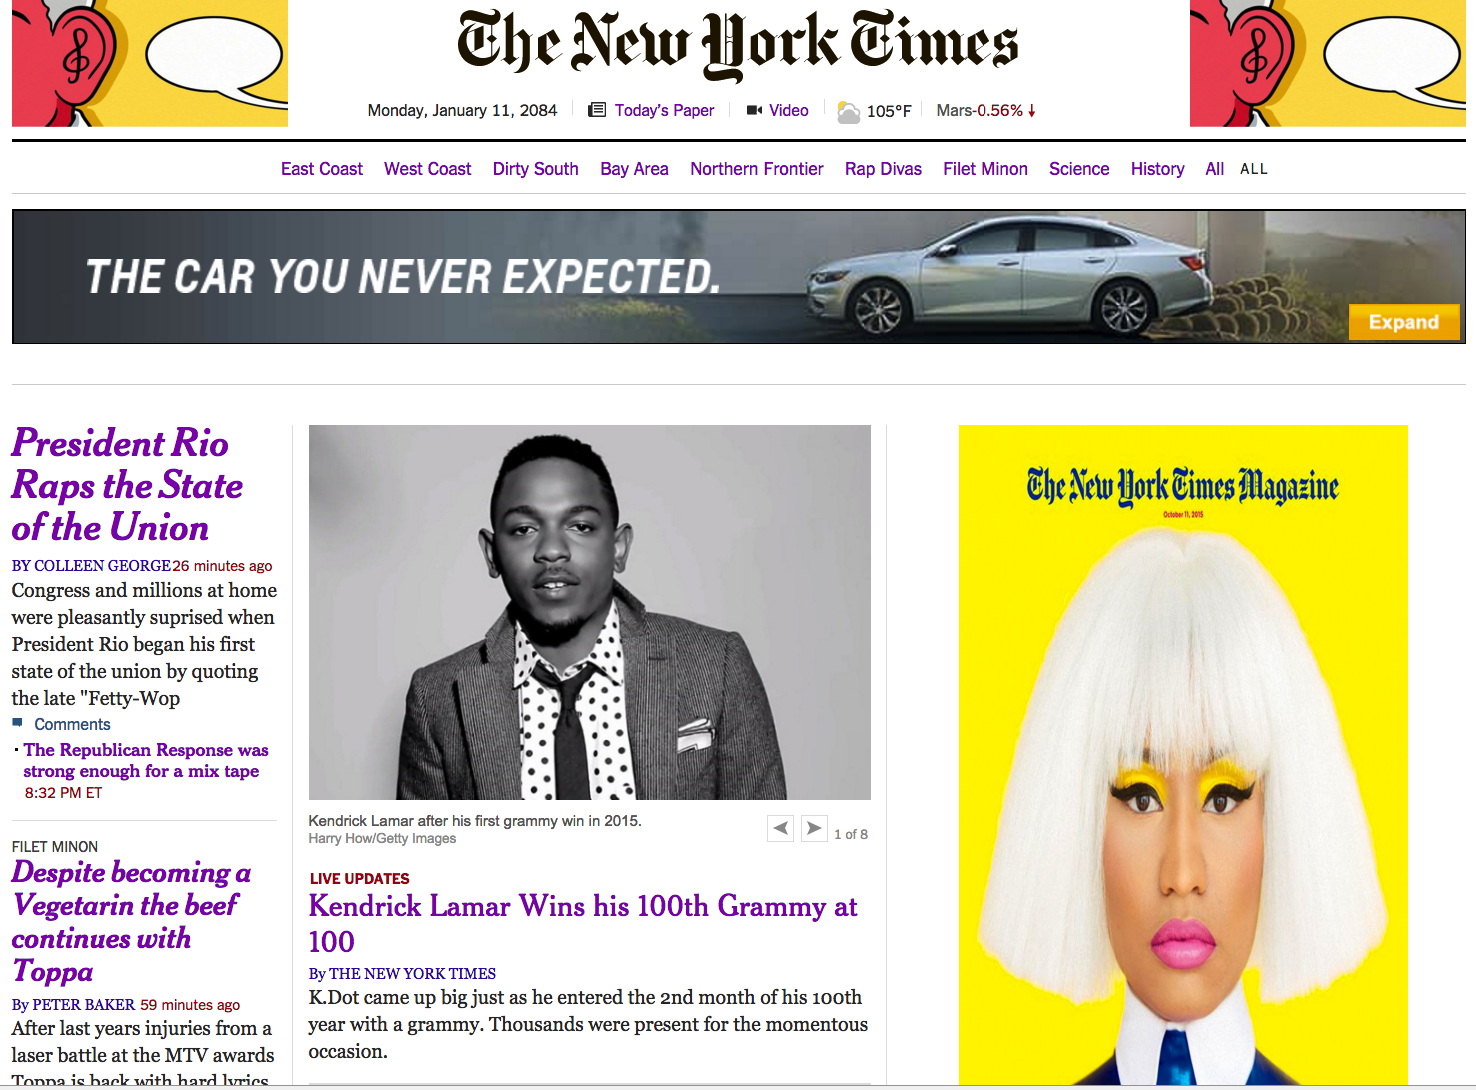 The New York Times
Monday, January 11, 2084 Today's Paper Video 105°F Mars-0.56%
East Coast West Coast Dirty South Bay Area Northern Frontier Rap Divas Filet Minon Science History All ALL
THE CAR YOU NEVER EXPECTED.
Expand
President Rio
Raps the State
of the Union
BY COLLEEN GEORGE 26 minutes ago
Congress and millions at home
were pleasantly suprised when
President Rio began his first
state of the union by quoting
the late "Fetty-Wop
Comments
The Republican Response was
strong enough for a mix tape
8:32 PM ET
FILET MINON
Despite becoming a
Vegetarin the beef
continues with
Toppa
By PETER BAKER 59 minutes ago
After last years injuries from a
laser battle at the MTV awards
Toppa is back with hard lyrics
Kendrick Lamar after his first grammy win in 2015.
Harry How/Getty Images
1 of 8
LIVE UPDATES
Kendrick Lamar Wins his 100th Grammy at
100
By THE NEW YORK TIMES
K.Dot came up big just as he entered the 2nd month of his 100th
year with a grammy. Thousands were present for the momentous
occasion.
The New York Times Magazine
October 11, 2015